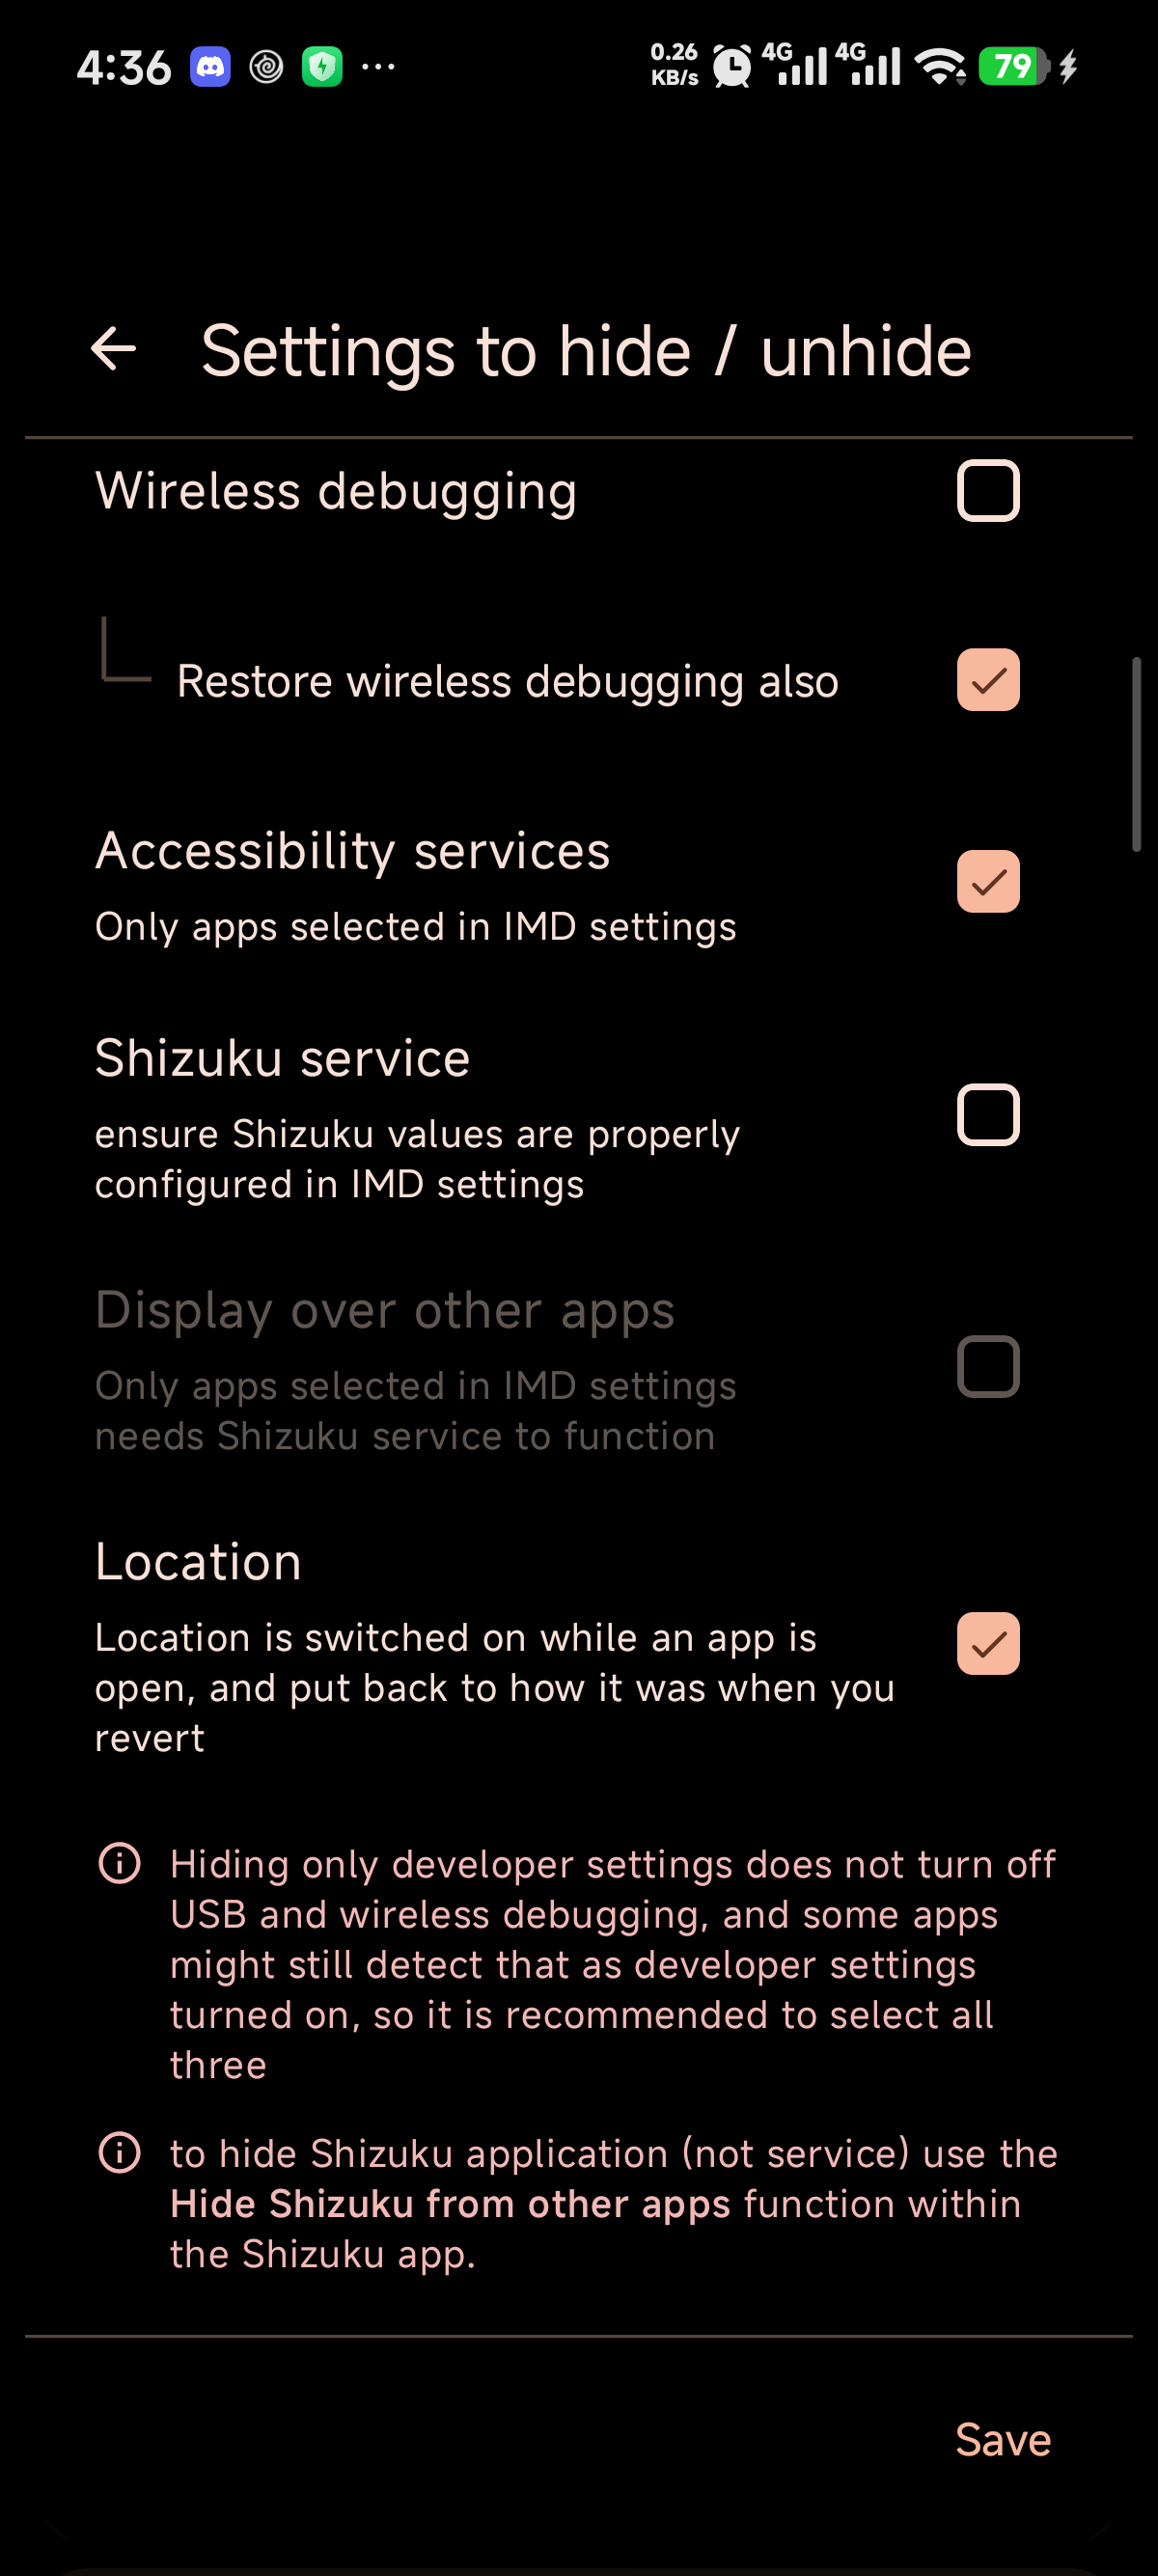 4:36
0.26
KB/s
4G
4G
79
Settings to hide / unhide
Wireless debugging
Restore wireless debugging also
Accessibility services
Only apps selected in IMD settings
Shizuku service
ensure Shizuku values are properly
configured in IMD settings
Display over other apps
Only apps selected in IMD settings
needs Shizuku service to function
Location
Location is switched on while an app is
open, and put back to how it was when you
revert
Hiding only developer settings does not turn off
USB and wireless debugging, and some apps
might still detect that as developer settings
turned on, so it is recommended to select all
three
to hide Shizuku application (not service) use the
Hide Shizuku from other apps function within
the Shizuku app.
Save